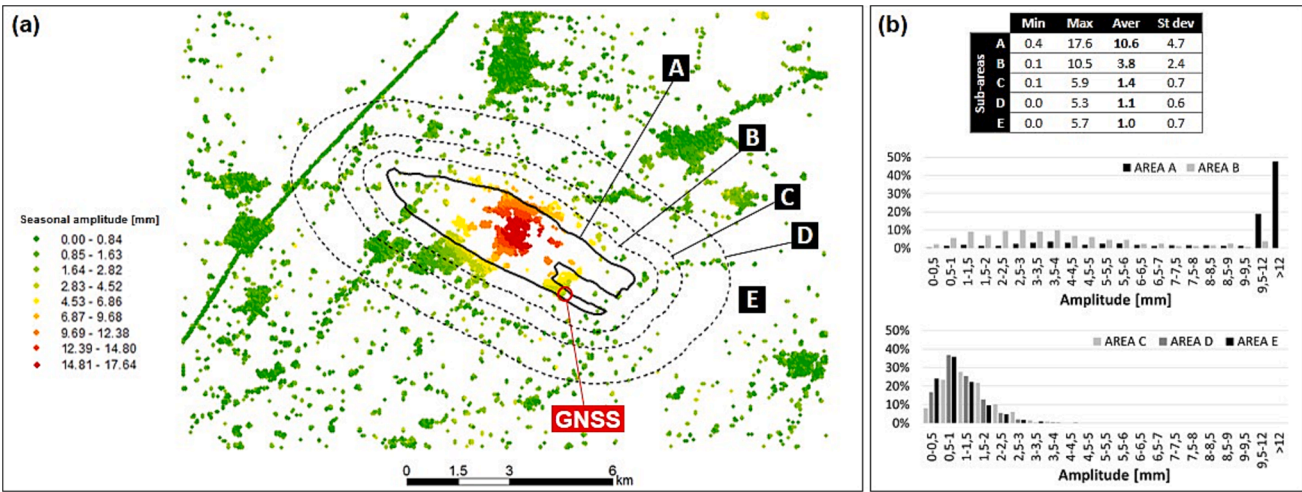 (a)
A
B
C
D
E
GNSS
Seasonal amplitude [mm]
0.00 - 0.84
0.85 - 1.63
1.64 - 2.82
2.83 - 4.52
4.53 - 6.86
6.87 - 9.68
9.69 - 12.38
12.39 - 14.80
14.81 - 17.64
0 1.5 3 6
km
(b)
Min Max Aver St dev
Sub-areas
A 0.4 17.6 10.6 4.7
B 0.1 10.5 3.8 2.4
C 0.1 5.9 1.4 0.7
D 0.0 5.3 1.1 0.6
E 0.0 5.7 1.0 0.7
AREA A AREA B
50%
40%
30%
20%
10%
0%
0-0,5 0,5-1 1-1,5 1,5-2 2-2,5 2,5-3 3-3,5 3,5-4 4-4,5 4,5-5 5-5,5 5,5-6 6-6,5 6,5-7 7-7,5 7,5-8 8-8,5 8,5-9 9-9,5 9,5-12 >12
Amplitude [mm]
AREA C AREA D AREA E
50%
40%
30%
20%
10%
0%
0-0,5 0,5-1 1-1,5 1,5-2 2-2,5 2,5-3 3-3,5 3,5-4 4-4,5 4,5-5 5-5,5 5,5-6 6-6,5 6,5-7 7-7,5 7,5-8 8-8,5 8,5-9 9-9,5 9,5-12 >12
Amplitude [mm]